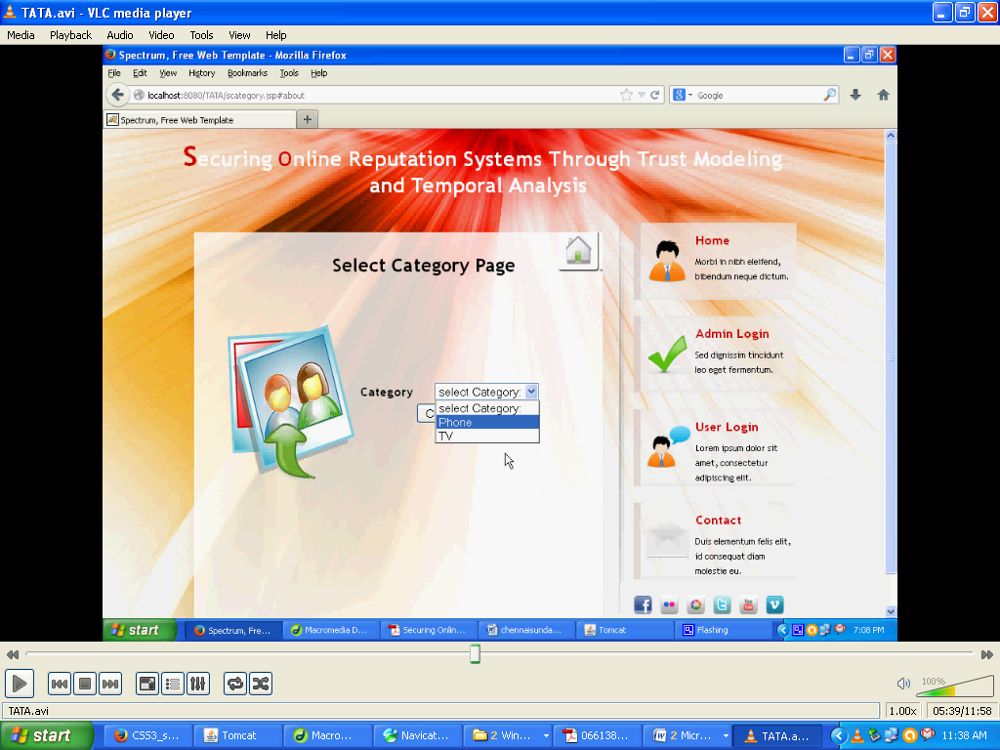 TATA.avi - VLC media player
Media Playback Audio Video Tools View Help
Spectrum, Free Web Template - Mozilla Firefox
File Edit View History Bookmarks Tools Help
localhost:8080/TATA/scategory.jsp#about
Google
Spectrum, Free Web Template
Securing Online Reputation Systems Through Trust Modeling
and Temporal Analysis
Select Category Page
Category
select Category:
select Category:
Phone
TV
Home
Morbi in nibh eleifend,
bibendum neque dictum.
Admin Login
Sed dignissim tincidunt
leo eget fermentum.
User Login
Lorem ipsum dolor sit
amet, consectetur
adipiscing elit.
Contact
Duis elementum felis elit,
id consequat diam
molestie eu.
start Spectrum, Fre... Macromedia D... Securing Onlin... chennaisunda... Tomcat Flashing 7:08 PM
100%
TATA.avi 1.00x 05:39/11:58
start CSS3_s... Tomcat Macro... Navicat... 2 Win... 066138... 2 Micr... TATA.a... 11:38 AM